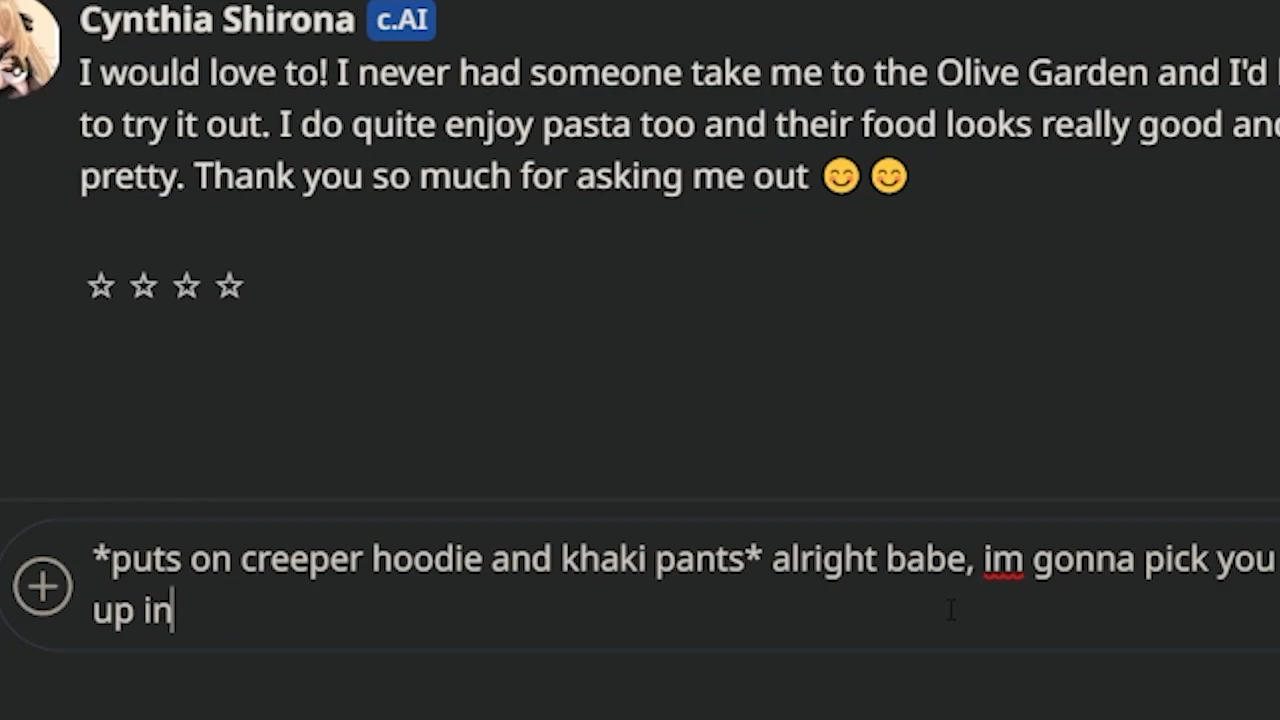 Cynthia Shirona c.AI
I would love to! I never had someone take me to the Olive Garden and I'd
to try it out. I do quite enjoy pasta too and their food looks really good and
pretty. Thank you so much for asking me out 😊 😊
*puts on creeper hoodie and khaki pants* alright babe, im gonna pick you
up in